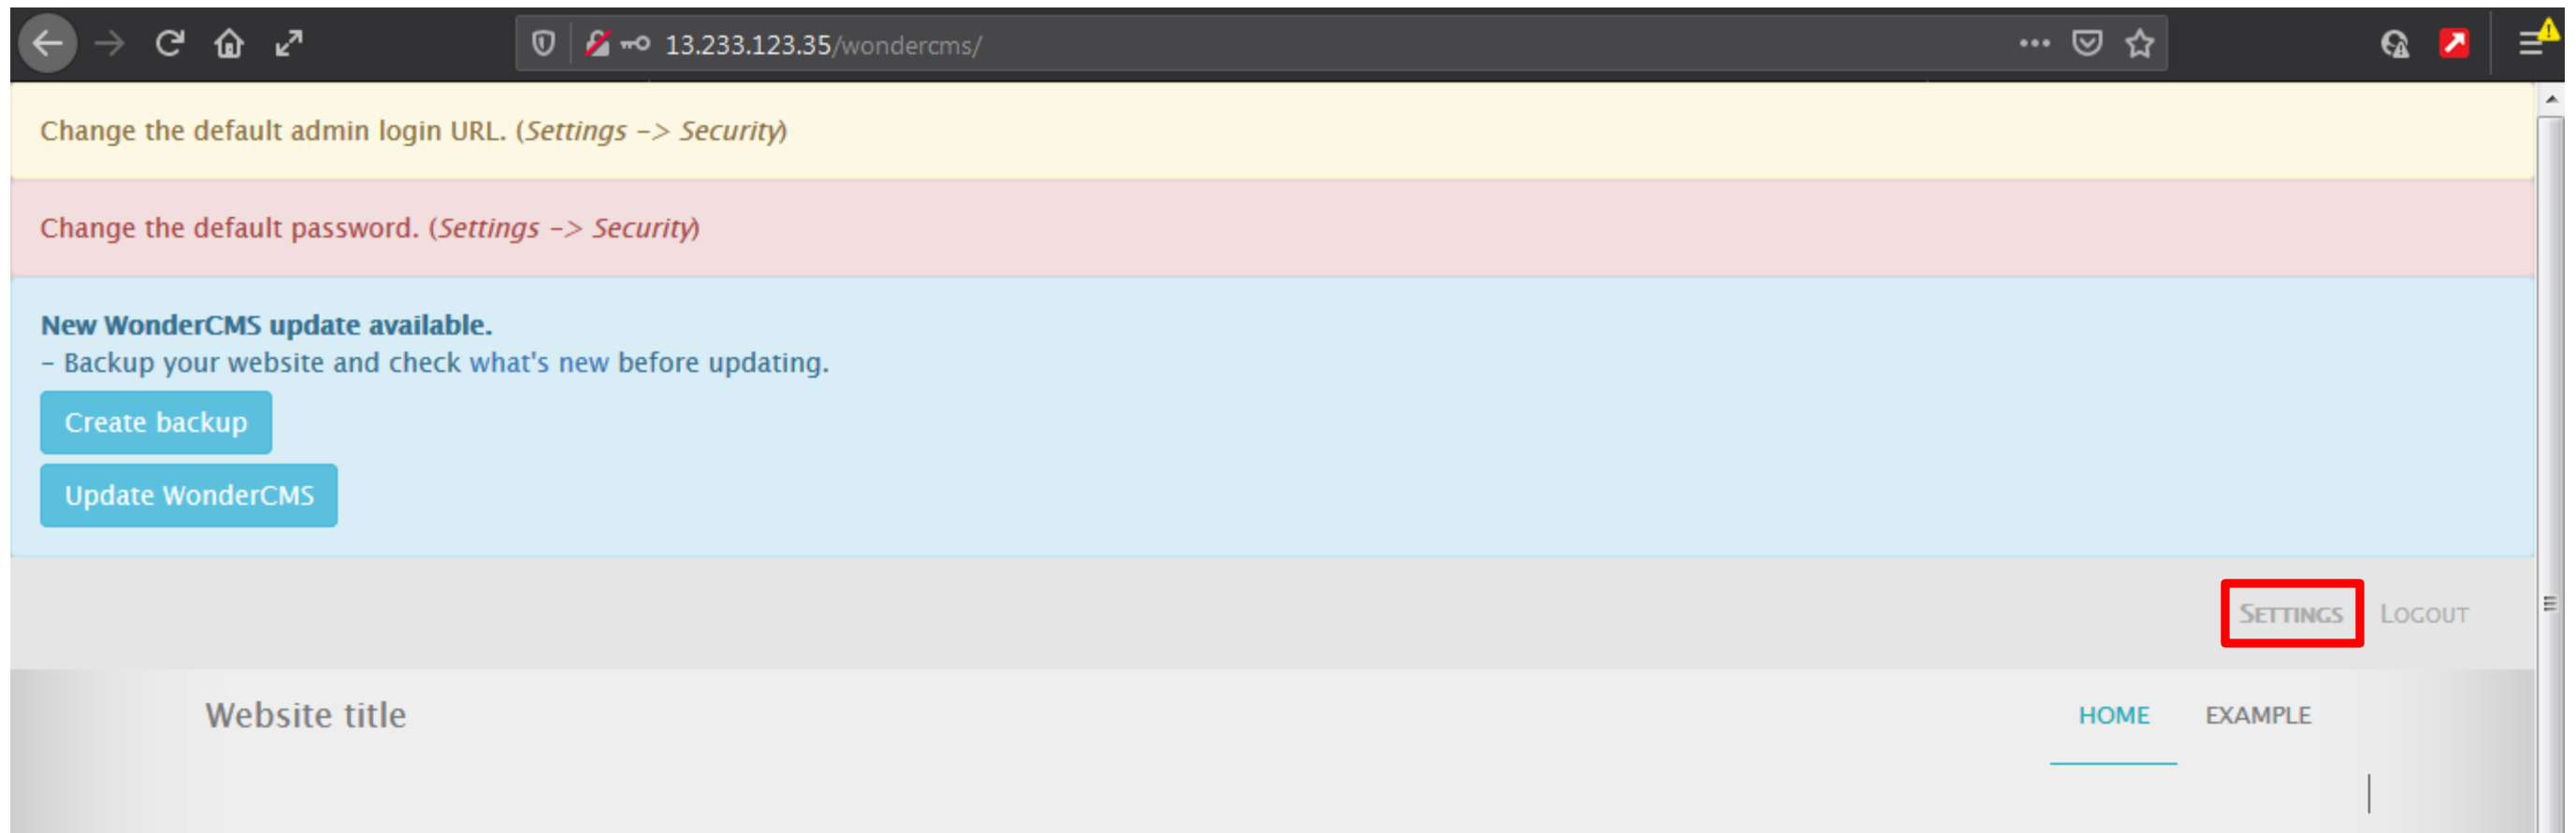 13.233.123.35/wondercms/
Change the default admin login URL. (Settings -> Security)
Change the default password. (Settings -> Security)
New WonderCMS update available.
- Backup your website and check what's new before updating.
Create backup
Update WonderCMS
SETTINGS LOGOUT
Website title HOME EXAMPLE